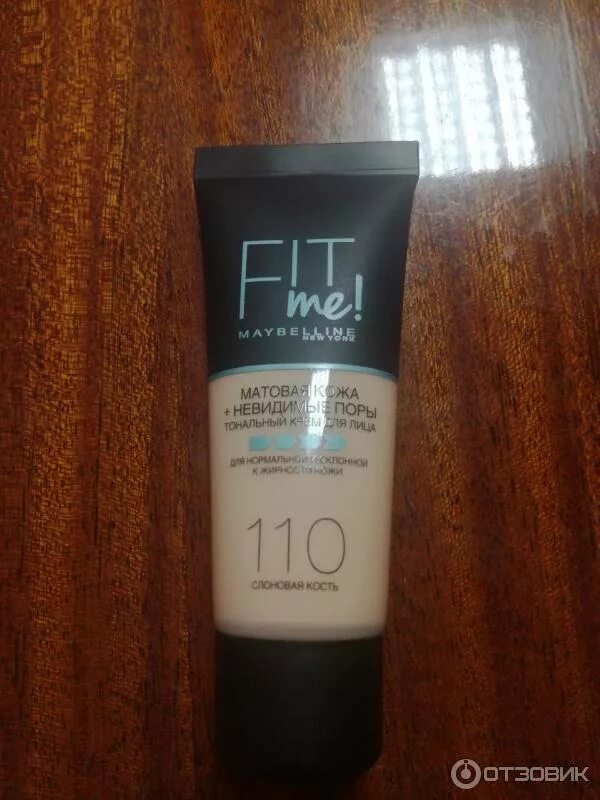 FIT
me!
MAYBELLINE
NEW YORK
МАТОВАЯ КОЖА
+ НЕВИДИМЫЕ ПОРЫ
ТОНАЛЬНЫЙ КРЕМ ДЛЯ ЛИЦА
ДЛЯ НОРМАЛЬНОЙ И СКЛОННОЙ
К ЖИРНОСТИ КОЖИ
110
СЛОНОВАЯ КОСТЬ
ОТЗОВИК